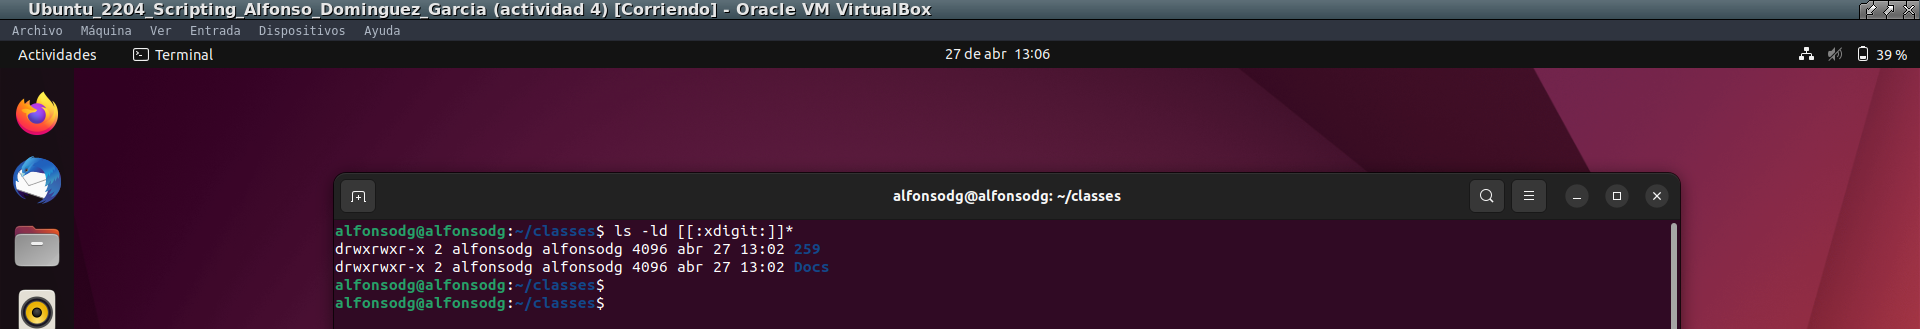 Ubuntu_2204_Scripting_Alfonso_Dominguez_Garcia (actividad 4) [Corriendo] - Oracle VM VirtualBox
Archivo Máquina Ver Entrada Dispositivos Ayuda
Actividades Terminal 27 de abr 13:06 39 %
alfonsodg@alfonsodg: ~/classes
alfonsodg@alfonsodg:~/classes$ ls -ld [[:xdigit:]]*
drwxrwxr-x 2 alfonsodg alfonsodg 4096 abr 27 13:02 259
drwxrwxr-x 2 alfonsodg alfonsodg 4096 abr 27 13:02 Docs
alfonsodg@alfonsodg:~/classes$
alfonsodg@alfonsodg:~/classes$